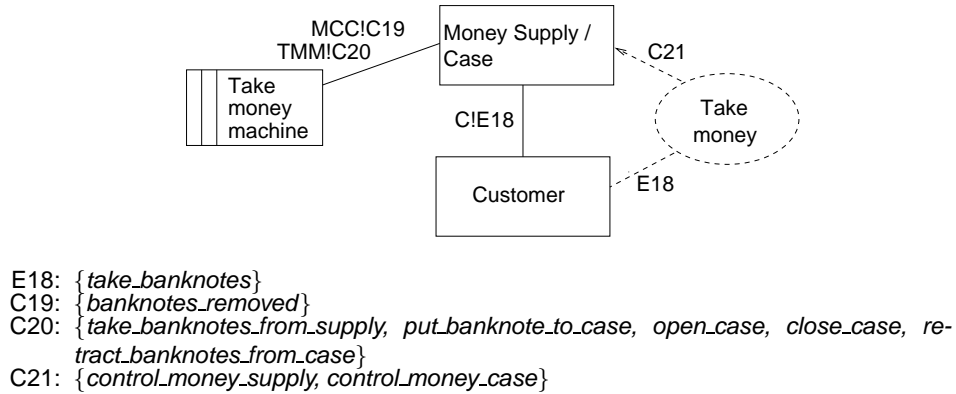 MCC!C19
TMM!C20
Money Supply /
Case
C21
Take
money
machine
Take
money
C!E18
E18
Customer
E18: {take_banknotes}
C19: {banknotes_removed}
C20: {take_banknotes_from_supply, put_banknote_to_case, open_case, close_case, re-
tract_banknotes_from_case}
C21: {control_money_supply, control_money_case}